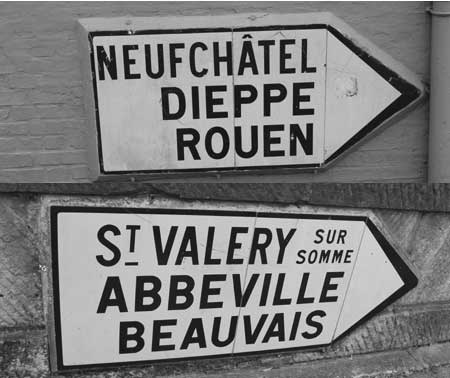 NEUFCHÂTEL
DIEPPE
ROUEN
ST VALERY SUR SOMME
ABBEVILLE
BEAUVAIS